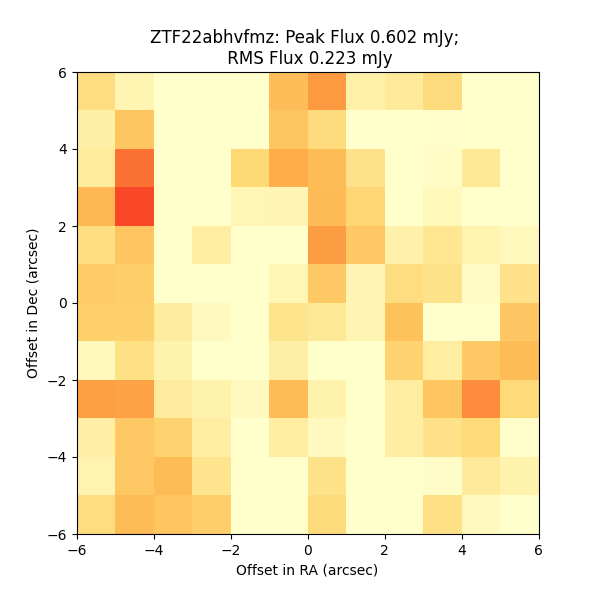 ZTF22abhvfmz: Peak Flux 0.602 mJy;
RMS Flux 0.223 mJy
6
4
2
0
−2
−4
−6
Offset in Dec (arcsec)
−6 −4 −2 0 2 4 6
Offset in RA (arcsec)